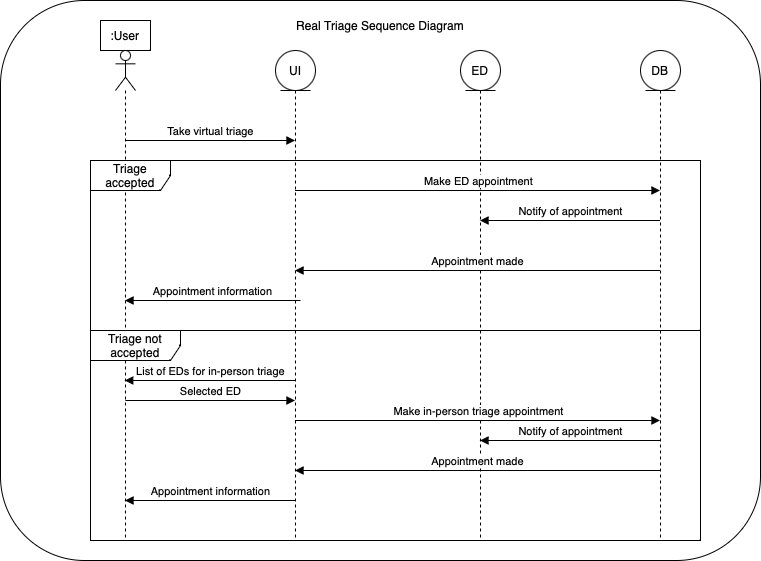 Real Triage Sequence Diagram
:User
UI
ED
DB
Take virtual triage
Triage
accepted
Make ED appointment
Notify of appointment
Appointment made
Appointment information
Triage not
accepted
List of EDs for in-person triage
Selected ED
Make in-person triage appointment
Notify of appointment
Appointment made
Appointment information